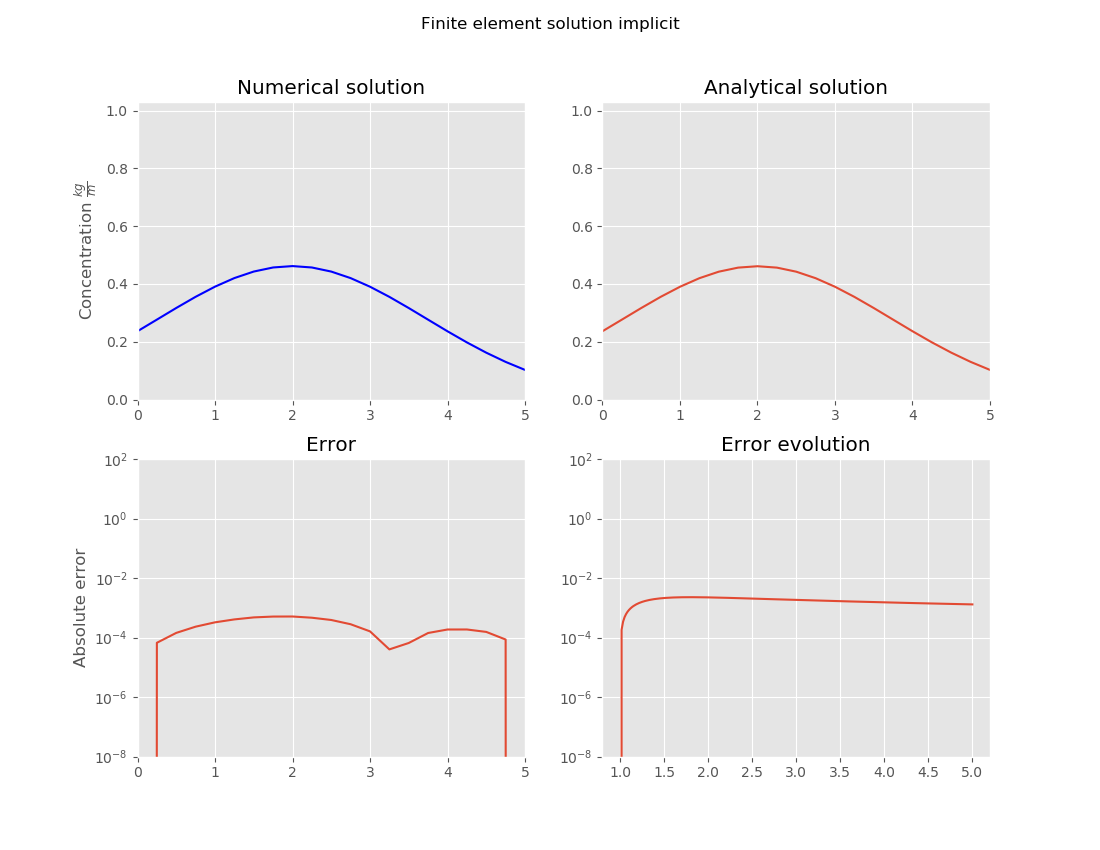 Finite element solution implicit
Numerical solution
Analytical solution
1.0
0.8
0.6
0.4
0.2
0.0
Concentration kg/m
0 1 2 3 4 5
1.0
0.8
0.6
0.4
0.2
0.0
0 1 2 3 4 5
Error
Error evolution
10^2
10^0
10^−2
10^−4
10^−6
10^−8
Absolute error
0 1 2 3 4 5
10^2
10^0
10^−2
10^−4
10^−6
10^−8
1.0 1.5 2.0 2.5 3.0 3.5 4.0 4.5 5.0